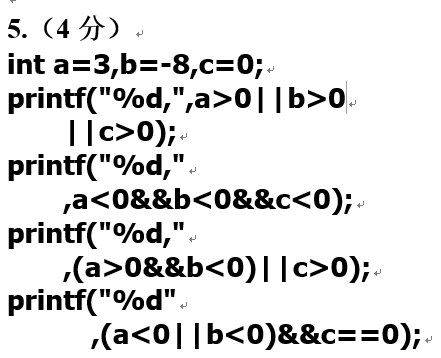 5.（4 分）
int a=3,b=-8,c=0;
printf("%d,",a>0||b>0
||c>0);
printf("%d,"
,a<0&&b<0&&c<0);
printf("%d,"
,(a>0&&b<0)||c>0);
printf("%d"
,(a<0||b<0)&&c==0);